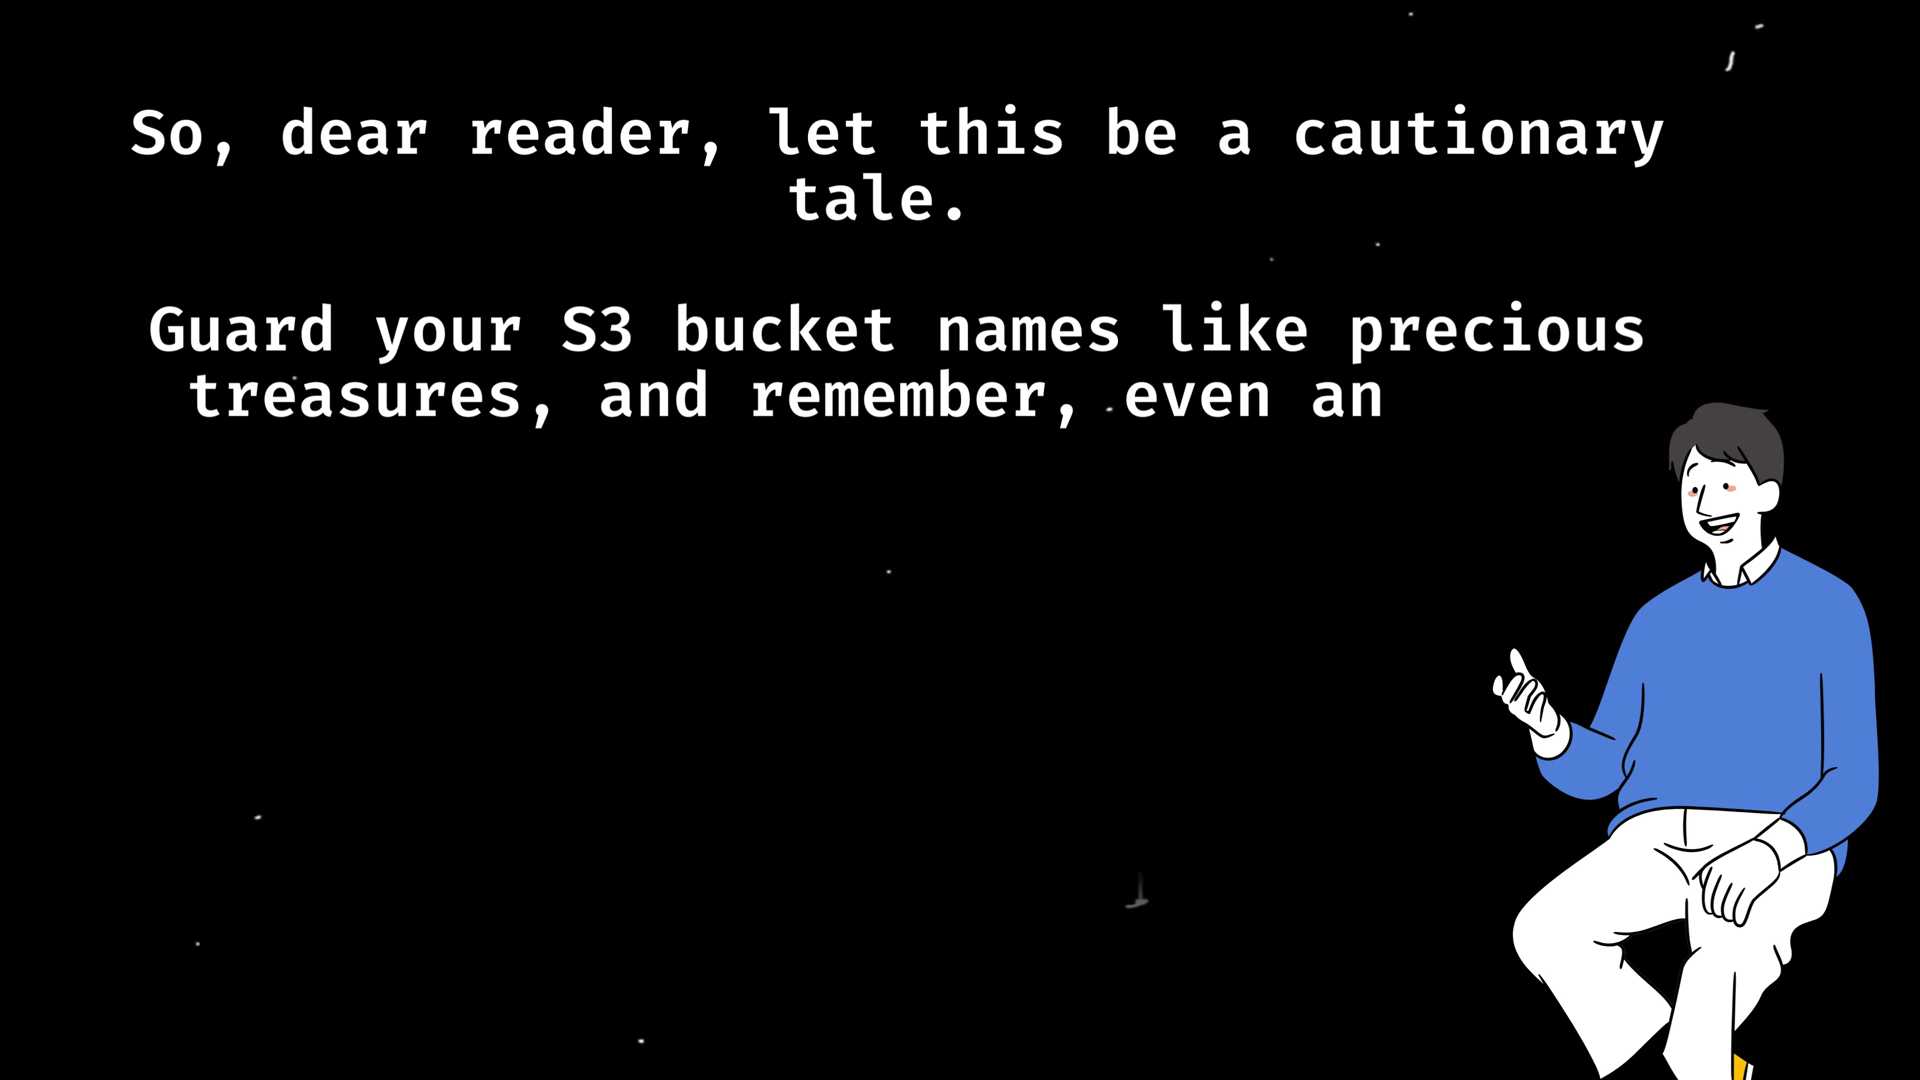 So, dear reader, let this be a cautionary
tale.
Guard your S3 bucket names like precious
treasures, and remember, even an